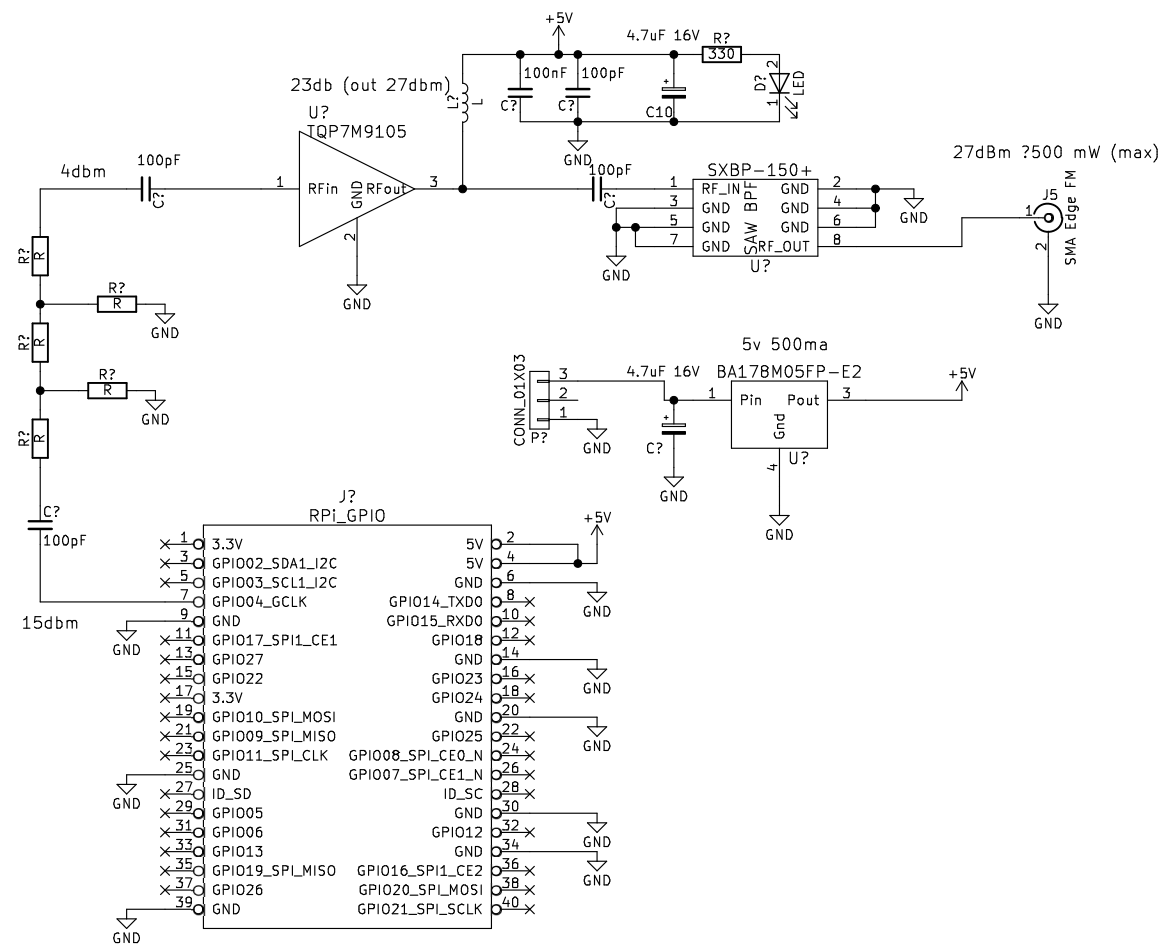 +5V
4.7uF 16V
R?
330
100nF
100pF
2
D?
LED
1
C?
C?
C10
GND
23db (out 27dbm)
L?
L
U?
TQP7M9105
4dbm
100pF
C?
1
RFin
GND
RFout
3
2
GND
100pF
C?
SXBP-150+
1
RF_IN
GND
2
3
GND
GND
4
5
GND
GND
6
7
GND
RF_OUT
8
SAW BPF
U?
GND
GND
27dBm ?500 mW (max)
J5
1
2
SMA Edge FM
GND
R?
R
R?
R
GND
R?
R
R?
R
GND
R?
R
C?
100pF
15dbm
CONN_01X03
3
2
1
P?
GND
4.7uF 16V
C?
GND
5v 500ma
BA178M05FP-E2
1
Pin
Pout
3
Gnd
4
U?
GND
+5V
J?
RPi_GPIO
+5V
1
3.3V
5V
2
3
GPIO02_SDA1_I2C
5V
4
5
GPIO03_SCL1_I2C
GND
6
GND
7
GPIO04_GCLK
GPIO14_TXD0
8
9
GND
GPIO15_RXD0
10
GND
11
GPIO17_SPI1_CE1
GPIO18
12
13
GPIO27
GND
14
GND
15
GPIO22
GPIO23
16
17
3.3V
GPIO24
18
19
GPIO10_SPI_MOSI
GND
20
GND
21
GPIO09_SPI_MISO
GPIO25
22
23
GPIO11_SPI_CLK
GPIO08_SPI_CE0_N
24
25
GND
GPIO07_SPI_CE1_N
26
GND
27
ID_SD
ID_SC
28
29
GPIO05
GND
30
GND
31
GPIO06
GPIO12
32
33
GPIO13
GND
34
GND
35
GPIO19_SPI_MISO
GPIO16_SPI1_CE2
36
37
GPIO26
GPIO20_SPI_MOSI
38
39
GND
GPIO21_SPI_SCLK
40
GND